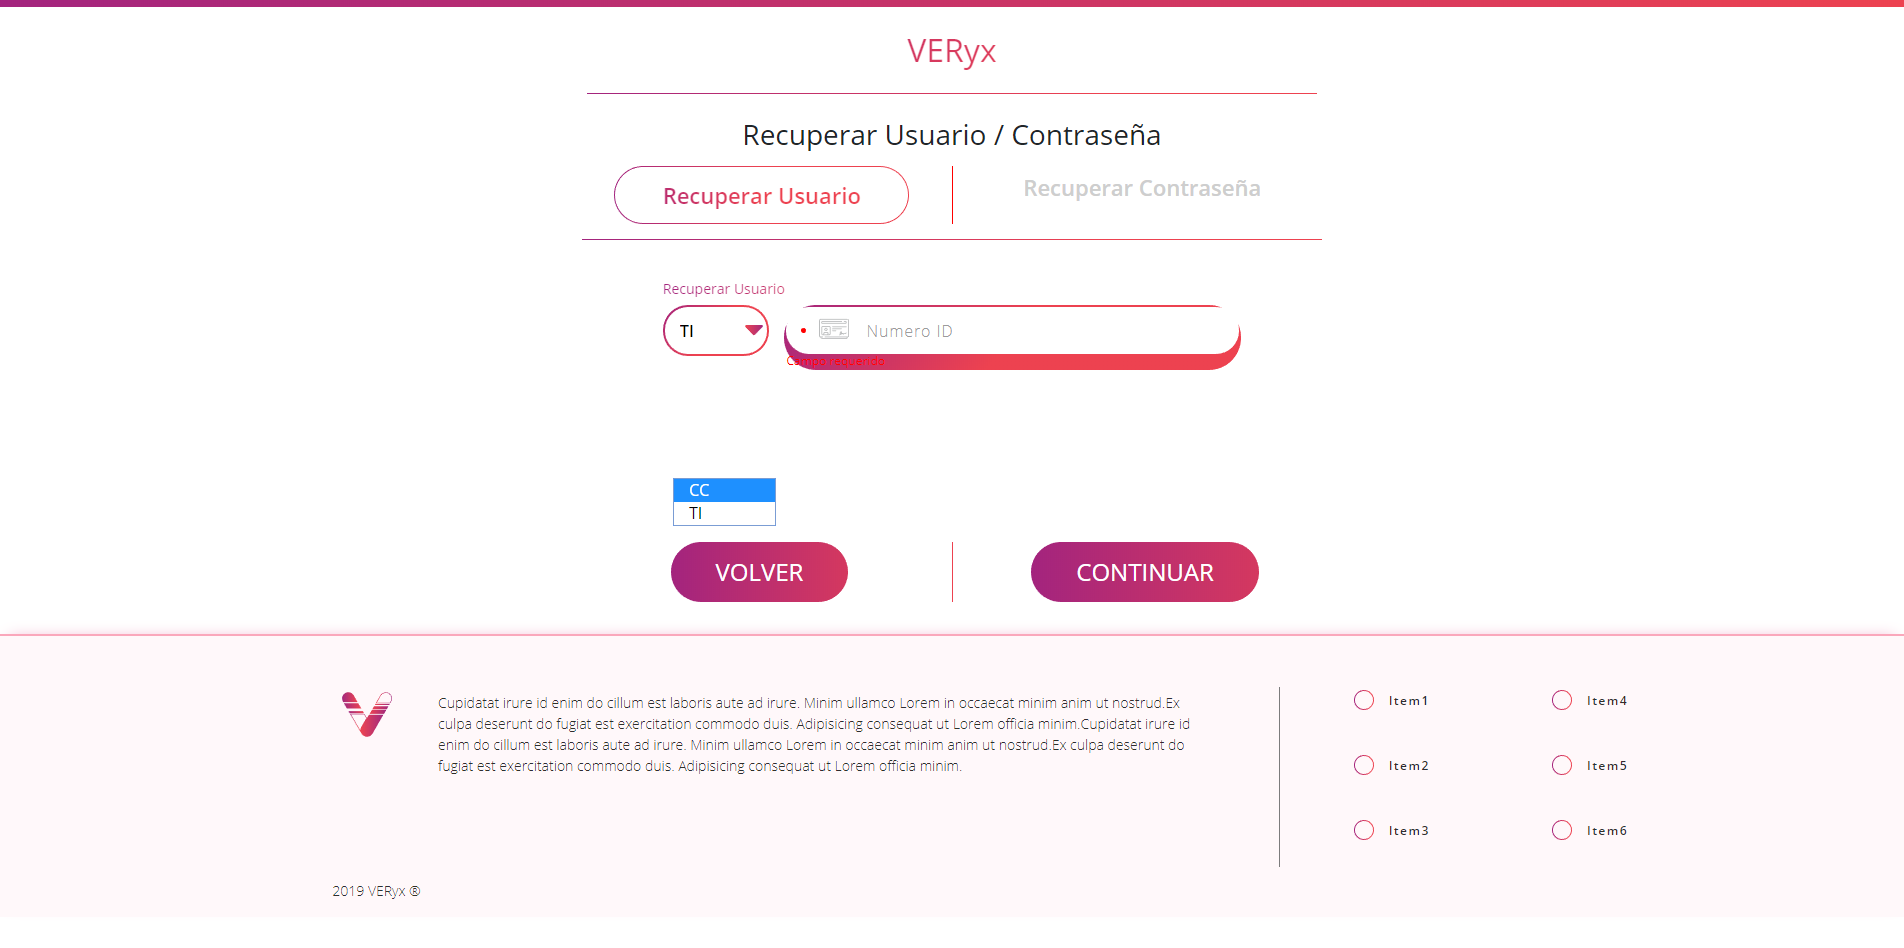 VERyx
Recuperar Usuario / Contraseña
Recuperar Usuario
Recuperar Contraseña
Recuperar Usuario
TI
Numero ID
Campo requerido
CC
TI
VOLVER
CONTINUAR
Cupidatat irure id enim do cillum est laboris aute ad irure. Minim ullamco Lorem in occaecat minim anim ut nostrud.Ex
culpa deserunt do fugiat est exercitation commodo duis. Adipisicing consequat ut Lorem officia minim.Cupidatat irure id
enim do cillum est laboris aute ad irure. Minim ullamco Lorem in occaecat minim anim ut nostrud.Ex culpa deserunt do
fugiat est exercitation commodo duis. Adipisicing consequat ut Lorem officia minim.
Item1
Item4
Item2
Item5
Item3
Item6
2019 VERyx ®